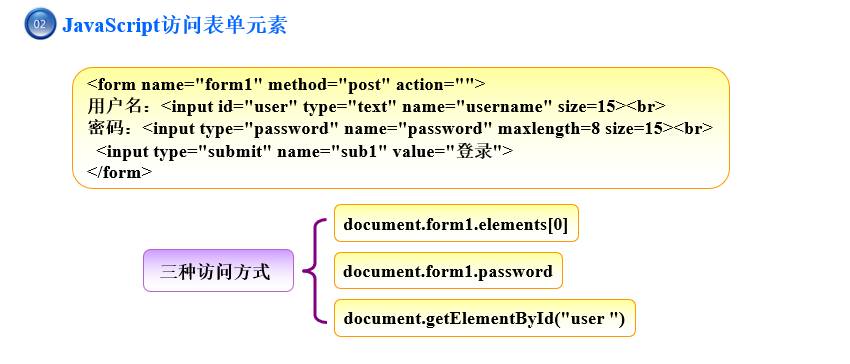 02 JavaScript访问表单元素
<form name="form1" method="post" action="">
用户名：<input id="user" type="text" name="username" size=15><br>
密码：<input type="password" name="password" maxlength=8 size=15><br>
<input type="submit" name="sub1" value="登录">
</form>
document.form1.elements[0]
三种访问方式
document.form1.password
document.getElementById("user ")